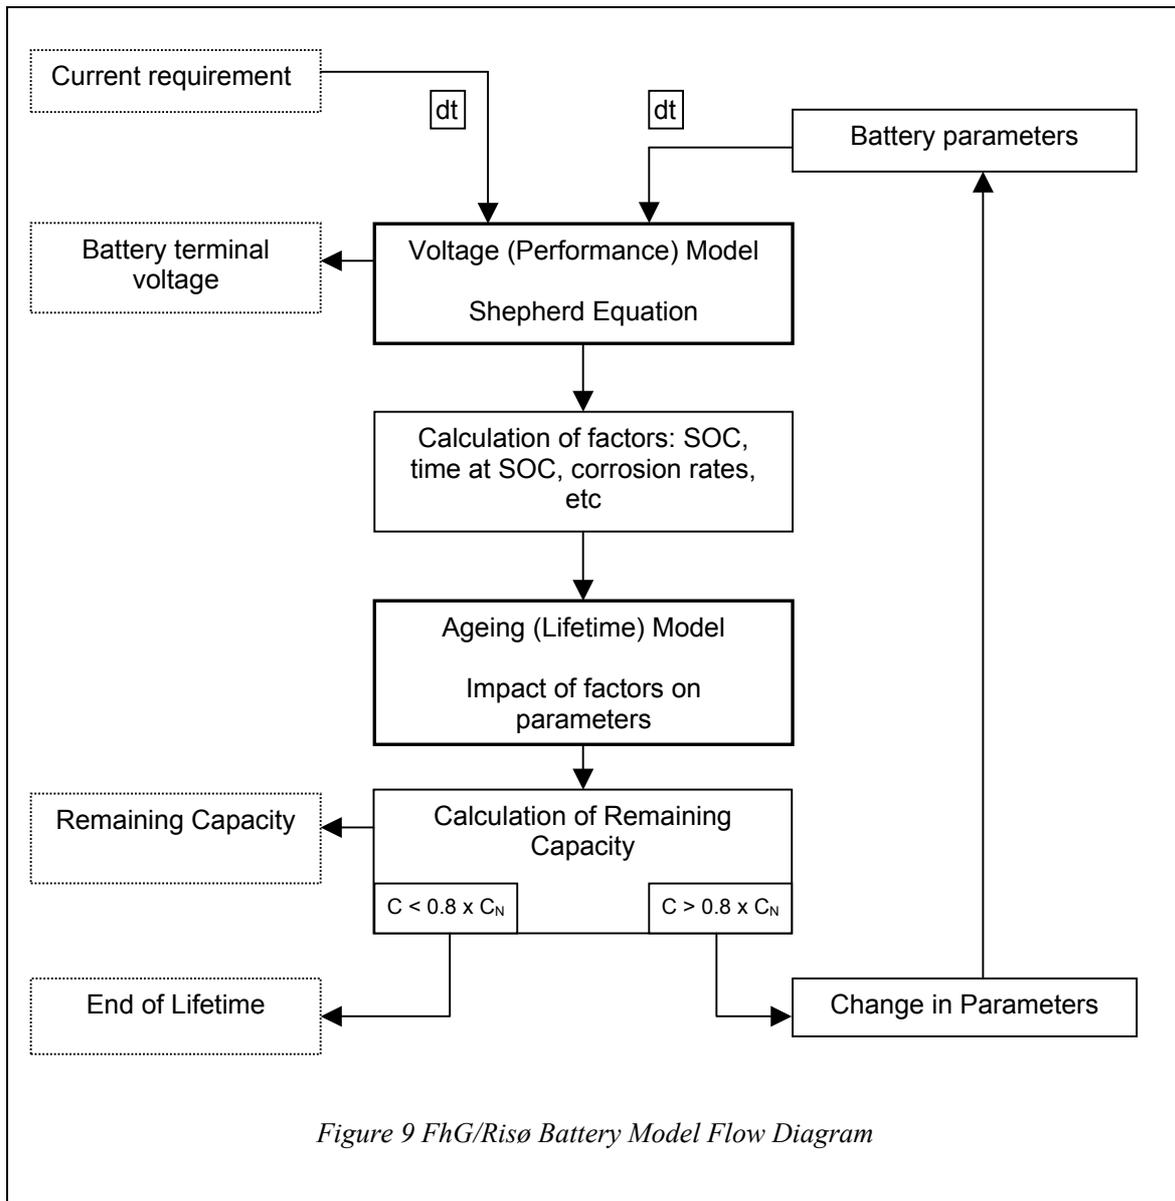 Current requirement
dt
dt
Battery parameters
Battery terminal
voltage
Voltage (Performance) Model
Shepherd Equation
Calculation of factors: SOC,
time at SOC, corrosion rates,
etc
Ageing (Lifetime) Model
Impact of factors on
parameters
Remaining Capacity
Calculation of Remaining
Capacity
C < 0.8 x C_N
C > 0.8 x C_N
End of Lifetime
Change in Parameters
Figure 9 FhG/Risø Battery Model Flow Diagram